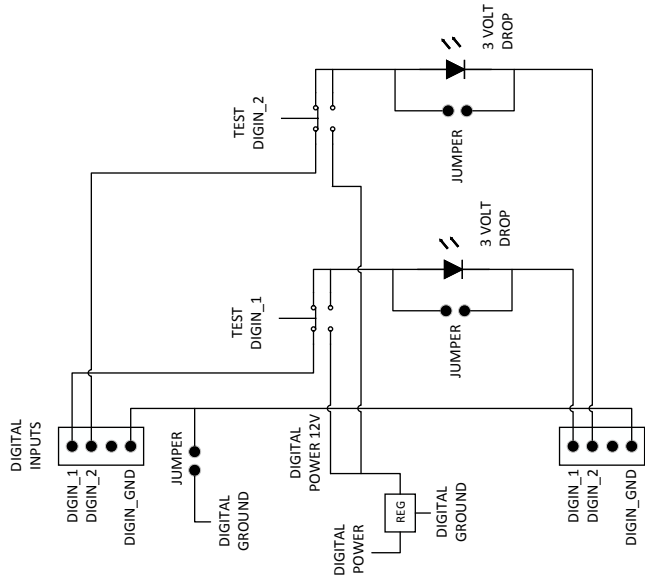 DIGITAL
INPUTS
DIGIN_1
DIGIN_2
DIGIN_GND
JUMPER
DIGITAL
GROUND
TEST
DIGIN_1
TEST
DIGIN_2
DIGITAL
POWER 12V
DIGITAL
POWER
REG
DIGITAL
GROUND
JUMPER
3 VOLT
DROP
JUMPER
3 VOLT
DROP
DIGIN_1
DIGIN_2
DIGIN_GND